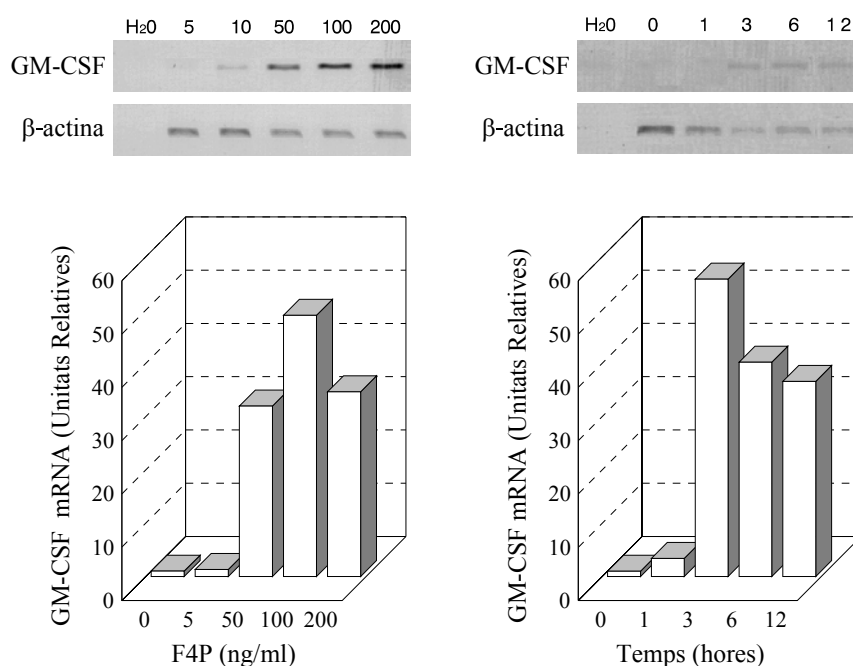 H20 5 10 50 100 200
GM-CSF
β-actina
H20 0 1 3 6 12
GM-CSF
β-actina
GM-CSF mRNA (Unitats Relatives)
60
50
40
30
20
10
0
0 5 50 100 200
F4P (ng/ml)
GM-CSF mRNA (Unitats Relatives)
60
50
40
30
20
10
0
0 1 3 6 12
Temps (hores)